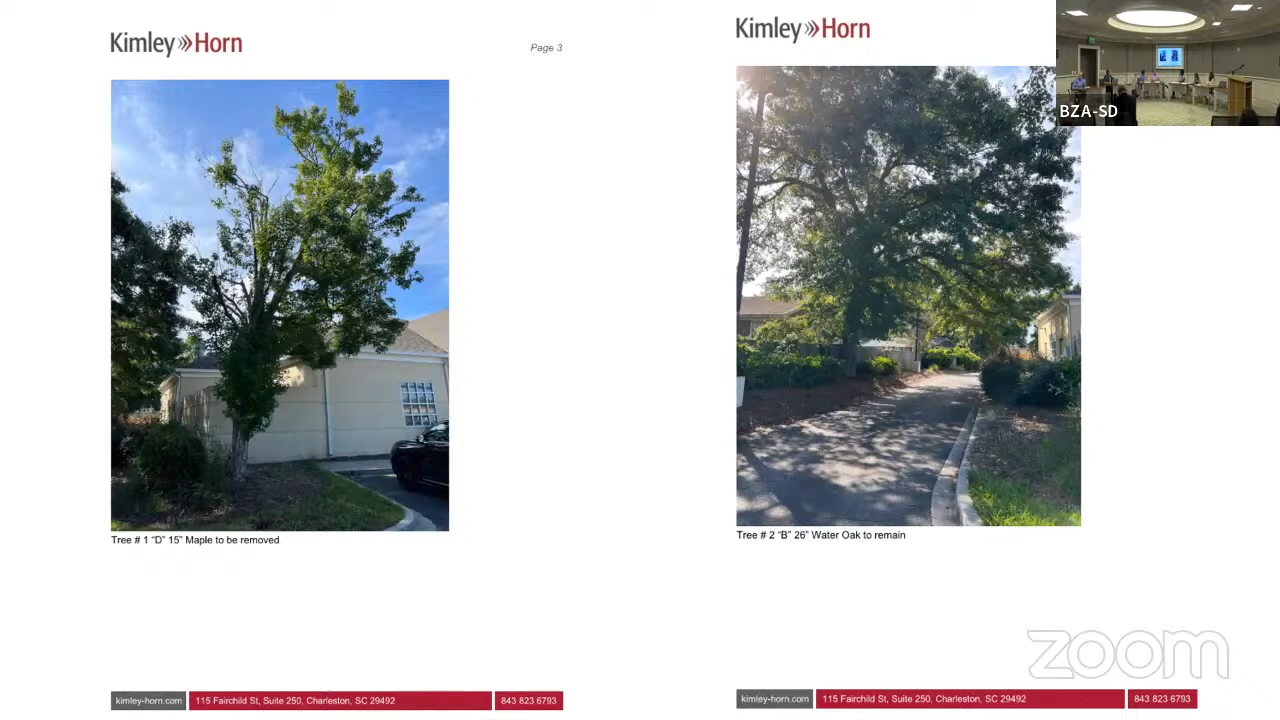 Kimley»Horn
Page 3
Tree # 1 “D” 15” Maple to be removed
kimley-horn.com 115 Fairchild St, Suite 250, Charleston, SC 29492 843 823 6793
Kimley»Horn
Tree # 2 “B” 26” Water Oak to remain
kimley-horn.com 115 Fairchild St, Suite 250, Charleston, SC 29492 843 823 6793
BZA-SD
zoom